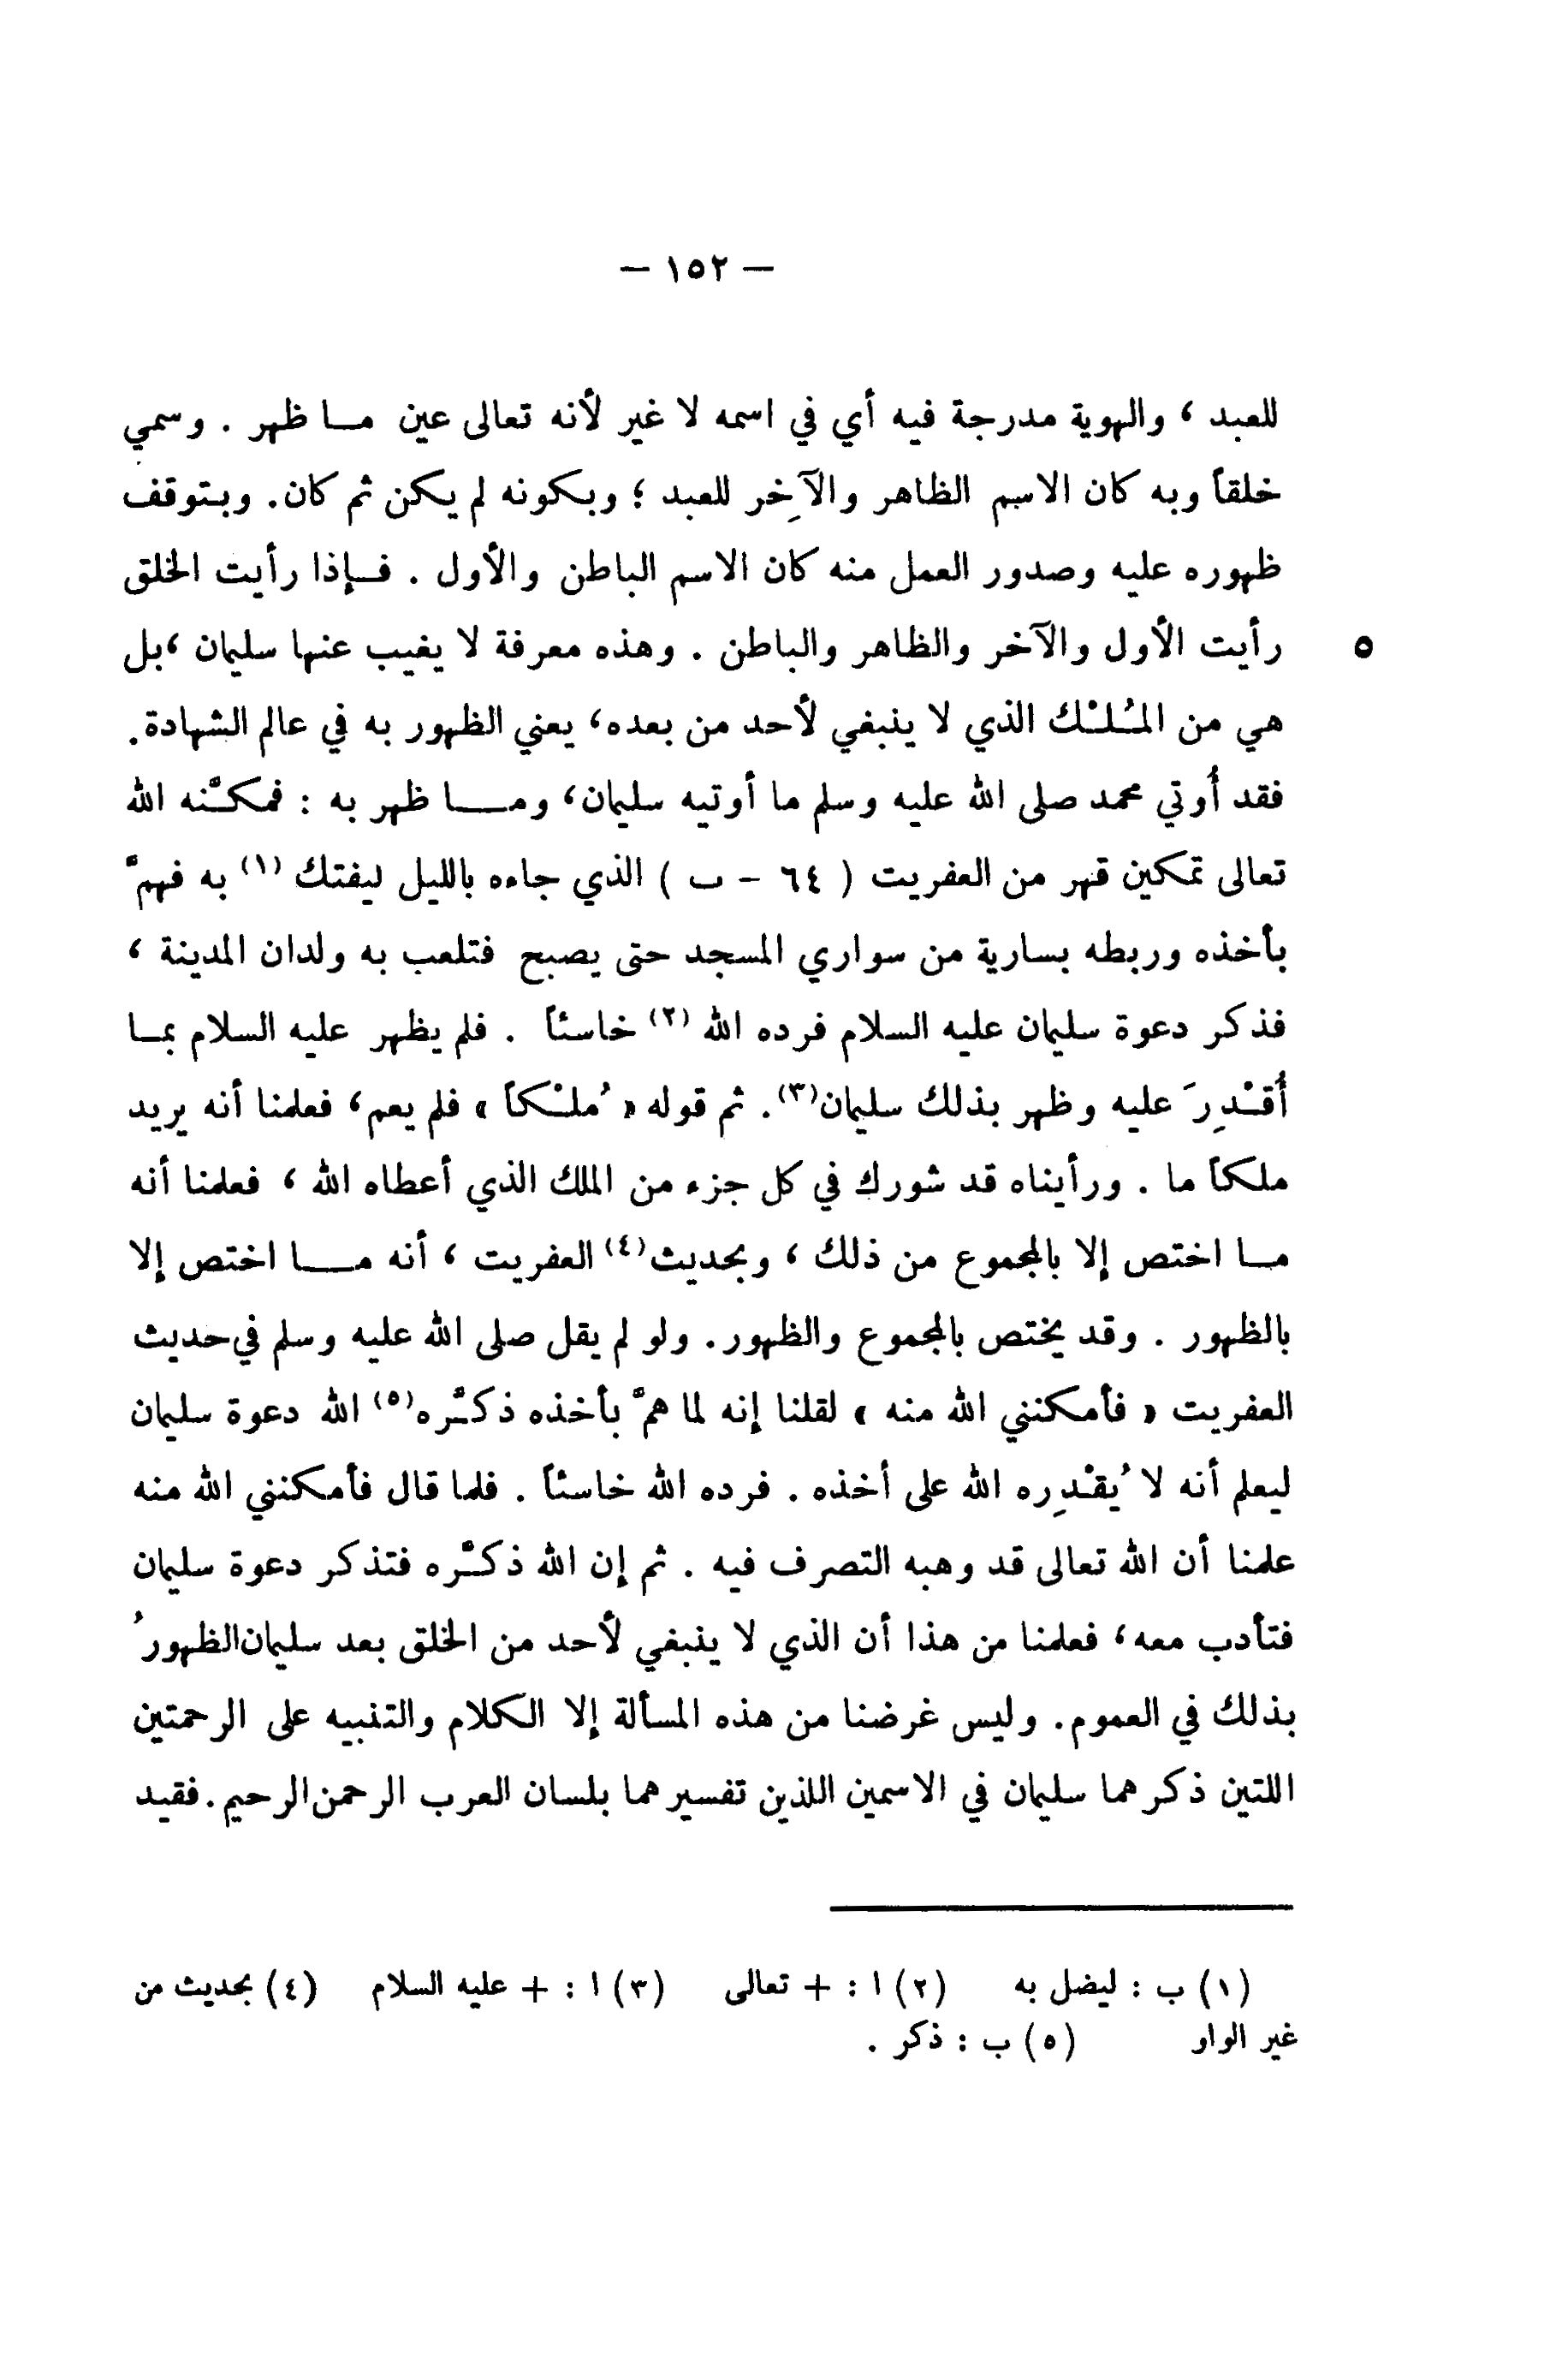 — ١٥٢ —
للعبد ، والهوية مدرجة فيه أي في اسمه لا غير لأنه تعالى عين مـا ظهر . وسمي
خلقاً وبه كان الاسم الظاهر والآخِر للعبد ؛ وبكونه لم يكن ثم كان. وبتوقف
ظهوره عليه وصدور العمل منه كان الاسم الباطن والأول . فـإذا رأيت الخلق
٥ رأيت الأول والآخر والظاهر والباطن . وهذه معرفة لا يغيب عنها سليمان ،بل
هي من المُلْك الذي لا ينبغي لأحد من بعده، يعني الظهور به في عالم الشهادة.
فقد أُوتي محمد صلى الله عليه وسلم ما أوتيه سليمان، ومـــا ظهر به : فمكَّنه الله
تعالى تمكين قهر من العفريت ( ٦٤ - ب ) الذي جاءه بالليل ليفتك (١) به فهمَّ
بأخذه وربطه بسارية من سواري المسجد حتى يصبح فتلعب به ولدان المدينة ،
فذكر دعوة سليمان عليه السلام فرده الله (٢) خاسئاً . فلم يظهر عليه السلام بمـا
أُقْدِرَ عليه وظهر بذلك سليمان(٣). ثم قوله « مُلْكاً » فلم يعم، فعلمنا أنه يريد
ملكاً ما . ورأيناه قد شورك في كل جزء من الملك الذي أعطاه الله ، فعلمنا أنه
مـا اختص إلا بالمجموع من ذلك ، وبحديث(٤) العفريت ، أنه مـــا اختص إلا
بالظهور . وقد يختص بالمجموع والظهور. ولو لم يقل صلى الله عليه وسلم في حديث
العفريت « فأمكنني الله منه » لقلنا إنه لما همَّ بأخذه ذكَّره(٥) الله دعوة سليمان
ليعلم أنه لا يُقْدِره الله على أخذه . فرده الله خاسئاً . فلما قال فأمكنني الله منه
علمنا أن الله تعالى قد وهبه التصرف فيه . ثم إن الله ذكَّره فتذكر دعوة سليمان
فتأدب معه، فعلمنا من هذا أن الذي لا ينبغي لأحد من الخلق بعد سليمان الظهورُ
بذلك في العموم. وليس غرضنا من هذه المسألة إلا الكلام والتنبيه على الرحمتين
اللتين ذكرهما سليمان في الاسمين اللذين تفسيرهما بلسان العرب الرحمن الرحيم. فقيد
(١) ب : ليضل به (٢) ا : + تعالى (٣) ا : + عليه السلام (٤) بحديث من
غير الواو (٥) ب : ذكر .